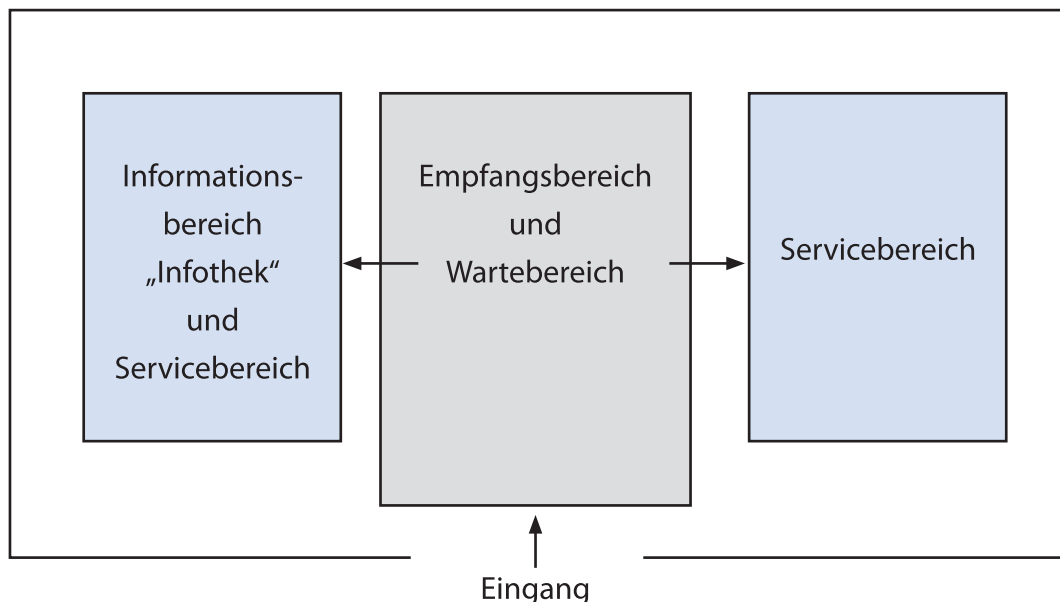 Informations-
bereich
„Infothek“
und
Servicebereich
Empfangsbereich
und
Wartebereich
Servicebereich
Eingang